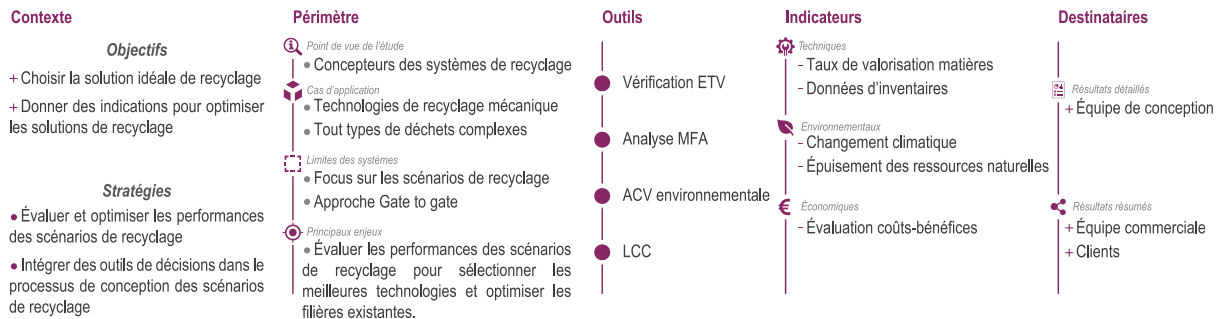 Contexte
Objectifs
+ Choisir la solution idéale de recyclage
+ Donner des indications pour optimiser
les solutions de recyclage
Stratégies
• Évaluer et optimiser les performances
des scénarios de recyclage
• Intégrer des outils de décisions dans le
processus de conception des scénarios
de recyclage
Périmètre
Point de vue de l'étude
• Concepteurs des systèmes de recyclage
Cas d'application
• Technologies de recyclage mécanique
• Tout types de déchets complexes
Limites des systèmes
• Focus sur les scénarios de recyclage
• Approche Gate to gate
Principaux enjeux
• Évaluer les performances des scénarios
de recyclage pour sélectionner les
meilleures technologies et optimiser les
filières existantes.
Outils
Vérification ETV
Analyse MFA
ACV environnementale
LCC
Indicateurs
Techniques
- Taux de valorisation matières
- Données d'inventaires
Environnementaux
- Changement climatique
- Épuisement des ressources naturelles
€ Économiques
- Évaluation coûts-bénéfices
Destinataires
Résultats détaillés
+ Équipe de conception
Résultats résumés
+ Équipe commerciale
+ Clients